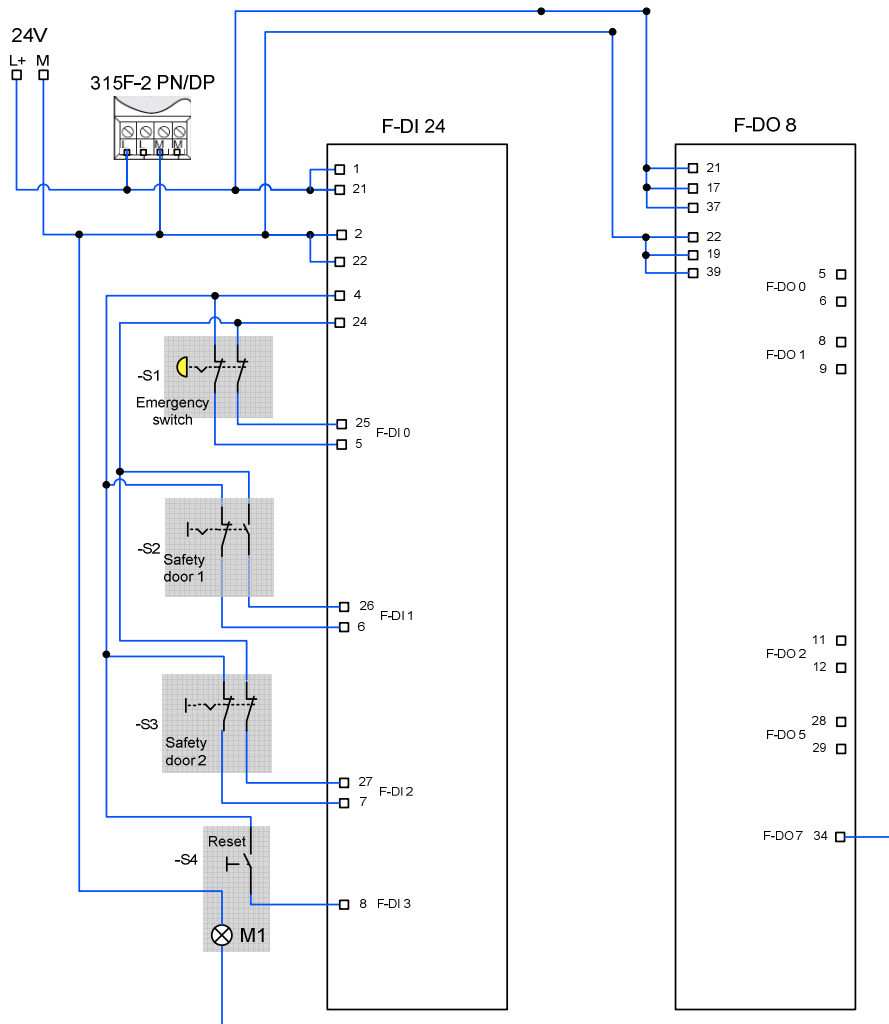 24V
L+ M
315F-2 PN/DP
L L M M
F-DI 24
F-DO 8
1
21
2
22
4
24
-S1
Emergency
switch
25
F-DI 0
5
-S2
Safety
door 1
26
F-DI 1
6
-S3
Safety
door 2
27
F-DI 2
7
Reset
-S4
8 F-DI 3
M1
21
17
37
22
19
39
5
F-DO 0
6
8
F-DO 1
9
11
F-DO 2
12
28
F-DO 5
29
F-DO 7 34